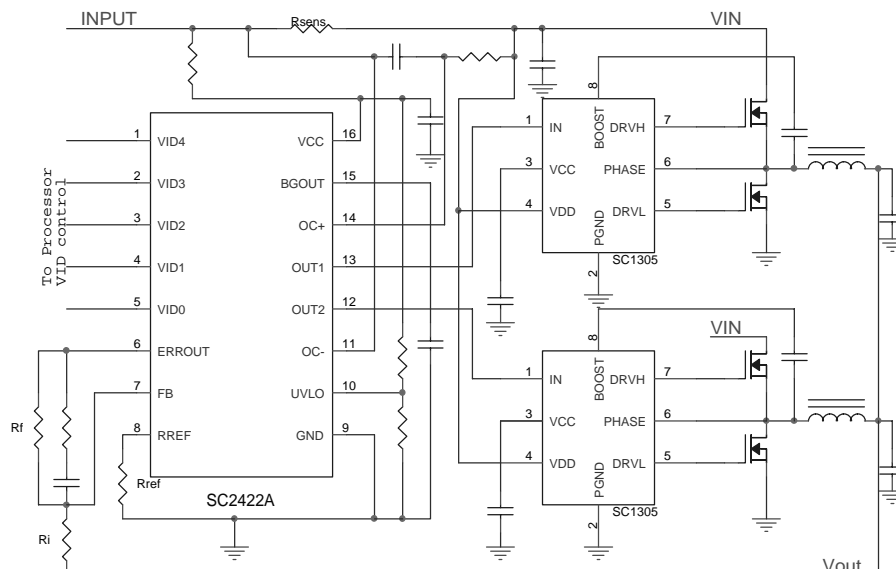 INPUT
Rsens
VIN
1 VID4
2 VID3
3 VID2
4 VID1
5 VID0
6 ERROUT
7 FB
8 RREF
VCC 16
BGOUT 15
OC+ 14
OUT1 13
OUT2 12
OC- 11
UVLO 10
GND 9
SC2422A
To Processor
VID control
Rf
Rref
Ri
8
BOOST
1 IN
3 VCC
4 VDD
DRVH 7
PHASE 6
DRVL 5
PGND
2
SC1305
VIN
8
BOOST
1 IN
3 VCC
4 VDD
DRVH 7
PHASE 6
DRVL 5
PGND
2
SC1305
Vout